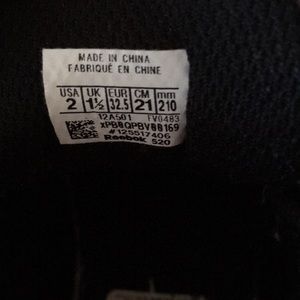 MADE IN CHINA
FABRIQUÉ EN CHINE
USA UK EUR CM mm
2 1½ 32.5 21 210
12A501 FV0483
#125517406
Reebok 520